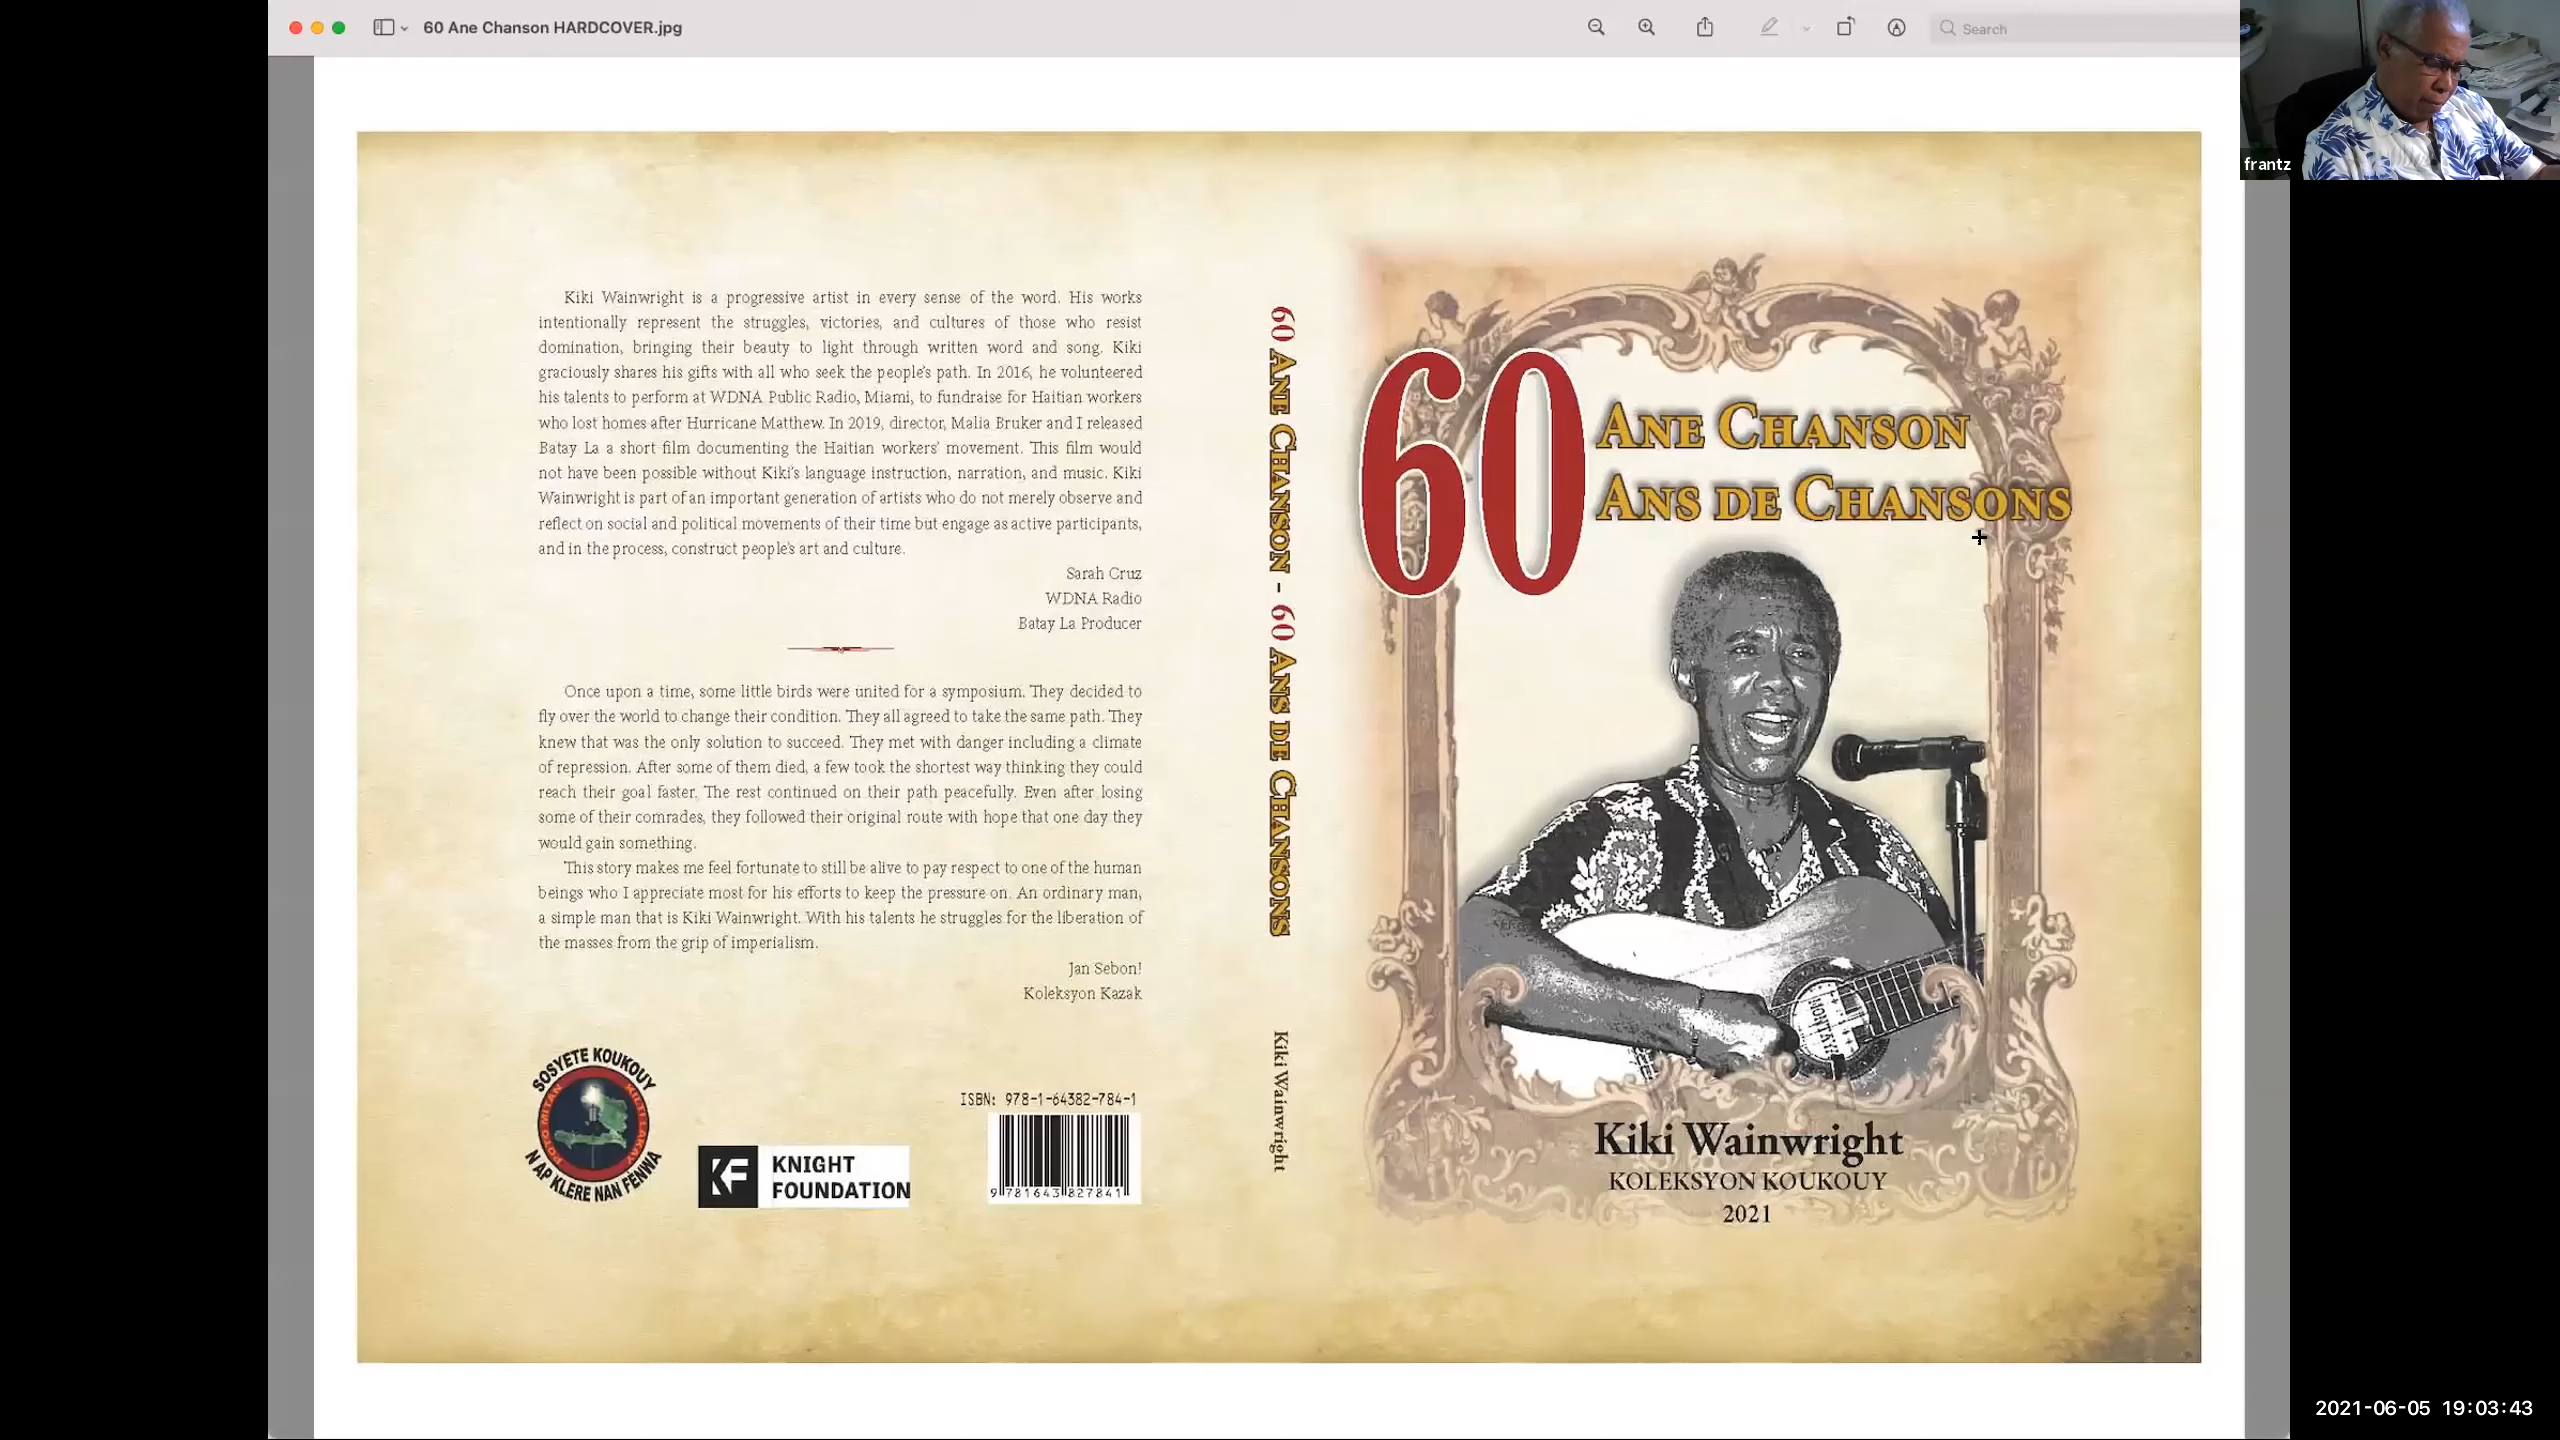 60 Ane Chanson HARDCOVER.jpg
Search
frantz
Kiki Wainwright is a progressive artist in every sense of the word. His works
intentionally represent the struggles, victories, and cultures of those who resist
domination, bringing their beauty to light through written word and song. Kiki
graciously shares his gifts with all who seek the people's path. In 2016, he volunteered
his talents to perform at WDNA Public Radio, Miami, to fundraise for Haitian workers
who lost homes after Hurricane Matthew. In 2019, director, Malia Bruker and I released
Batay La a short film documenting the Haitian workers' movement. This film would
not have been possible without Kiki's language instruction, narration, and music. Kiki
Wainwright is part of an important generation of artists who do not merely observe and
reflect on social and political movements of their time but engage as active participants,
and in the process, construct people's art and culture.
Sarah Cruz
WDNA Radio
Batay La Producer
Once upon a time, some little birds were united for a symposium. They decided to
fly over the world to change their condition. They all agreed to take the same path. They
knew that was the only solution to succeed. They met with danger including a climate
of repression. After some of them died, a few took the shortest way thinking they could
reach their goal faster. The rest continued on their path peacefully. Even after losing
some of their comrades, they followed their original route with hope that one day they
would gain something.
This story makes me feel fortunate to still be alive to pay respect to one of the human
beings who I appreciate most for his efforts to keep the pressure on. An ordinary man,
a simple man that is Kiki Wainwright. With his talents he struggles for the liberation of
the masses from the grip of imperialism.
Jan Sebon!
Koleksyon Kazak
SOSYETE KOUKOUY
POTO MITAN
KILTI LAKAY
N AP KLERE NAN FÈNWA
KNIGHT
FOUNDATION
ISBN: 978-1-64382-784-1
9 781643 827841
60 ANE CHANSON - 60 ANS DE CHANSONS
Kiki Wainwright
60 ANE CHANSON
ANS DE CHANSONS
Kiki Wainwright
KOLEKSYON KOUKOUY
2021
2021-06-05 19:03:43